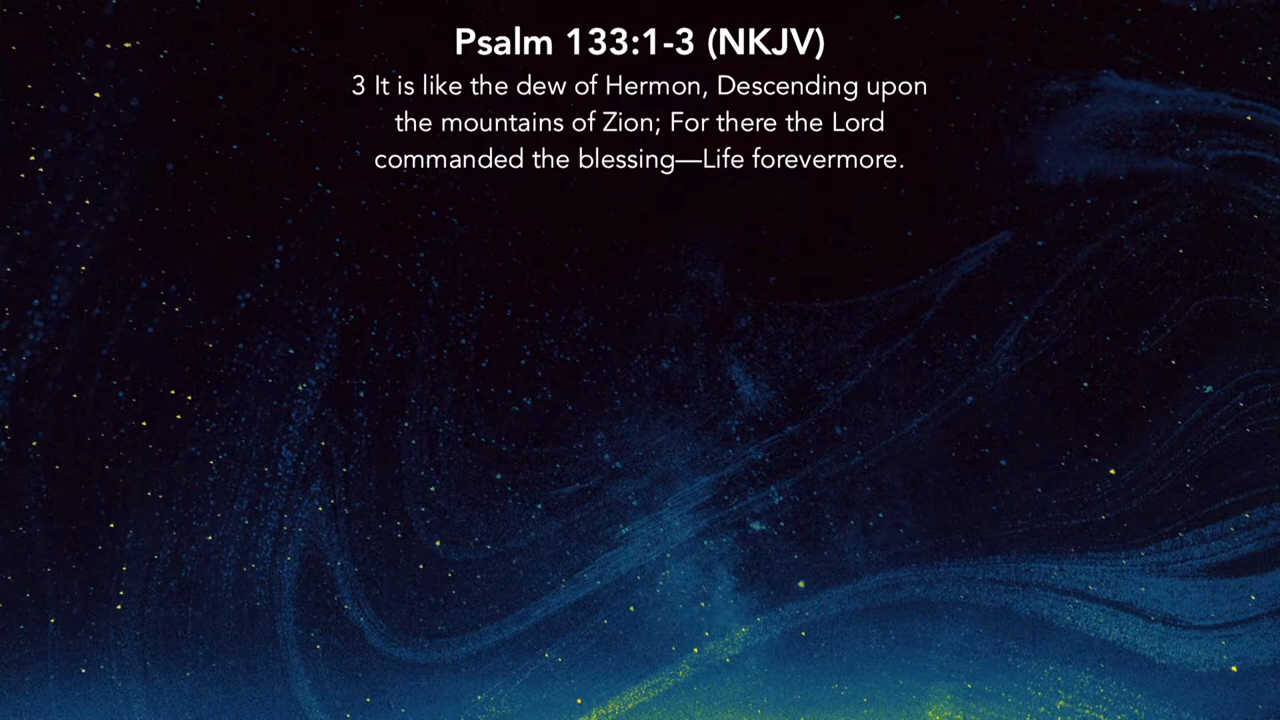 Psalm 133:1-3 (NKJV)
3 It is like the dew of Hermon, Descending upon
the mountains of Zion; For there the Lord
commanded the blessing—Life forevermore.